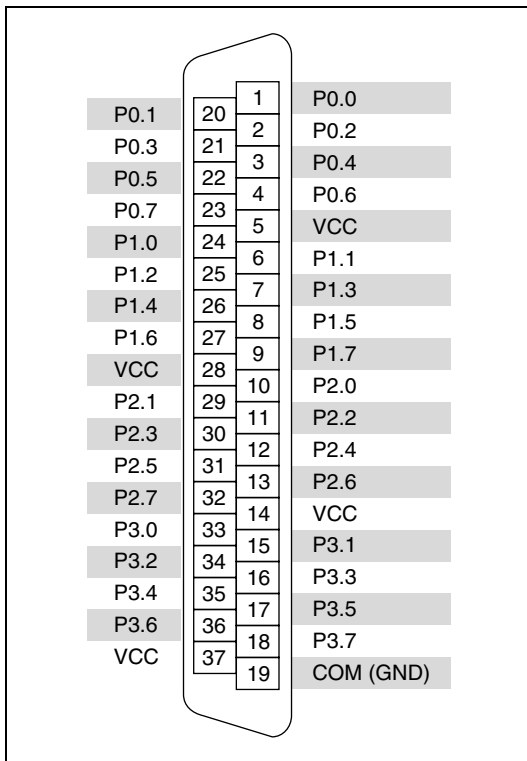 1 P0.0
P0.1 20
2 P0.2
P0.3 21
3 P0.4
P0.5 22
4 P0.6
P0.7 23
5 VCC
P1.0 24
6 P1.1
P1.2 25
7 P1.3
P1.4 26
8 P1.5
P1.6 27
9 P1.7
VCC 28
10 P2.0
P2.1 29
11 P2.2
P2.3 30
12 P2.4
P2.5 31
13 P2.6
P2.7 32
14 VCC
P3.0 33
15 P3.1
P3.2 34
16 P3.3
P3.4 35
17 P3.5
P3.6 36
18 P3.7
VCC 37
19 COM (GND)